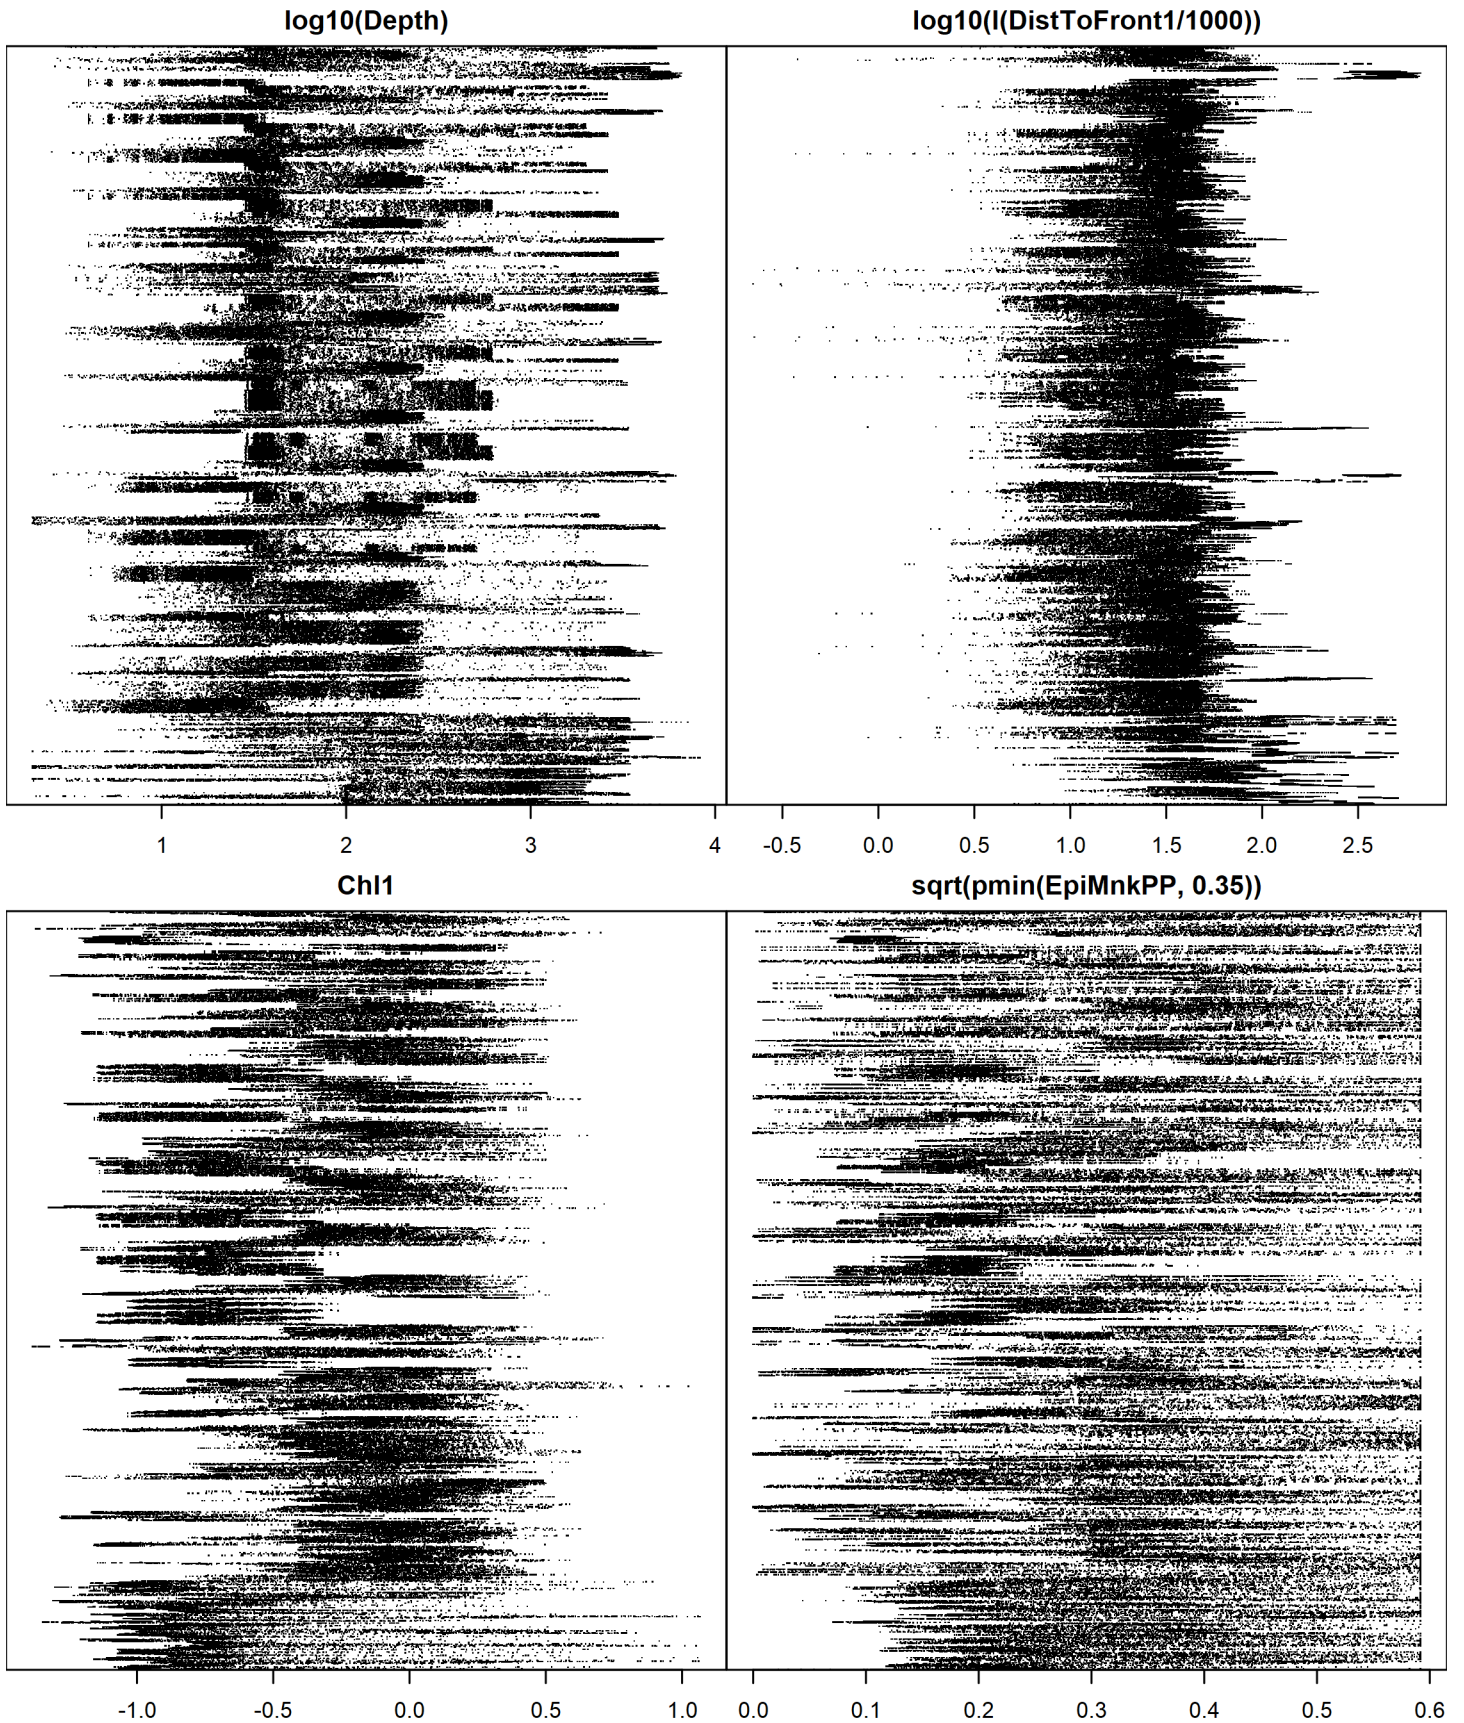 log10(Depth) log10(I(DistToFront1/1000))
1 2 3 4 -0.5 0.0 0.5 1.0 1.5 2.0 2.5
Chl1 sqrt(pmin(EpiMnkPP, 0.35))
-1.0 -0.5 0.0 0.5 1.0 0.0 0.1 0.2 0.3 0.4 0.5 0.6